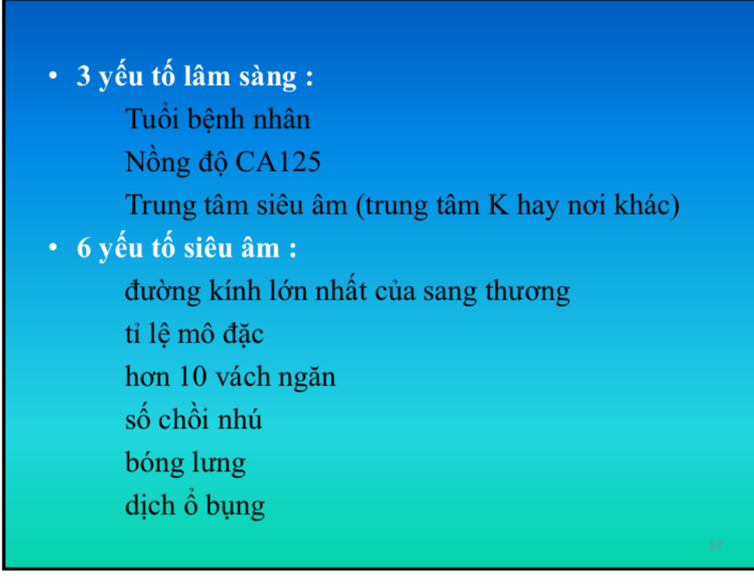 • 3 yếu tố lâm sàng :
Tuổi bệnh nhân
Nồng độ CA125
Trung tâm siêu âm (trung tâm K hay nơi khác)
• 6 yếu tố siêu âm :
đường kính lớn nhất của sang thương
tỉ lệ mô đặc
hơn 10 vách ngăn
số chồi nhú
bóng lưng
dịch ổ bụng
37